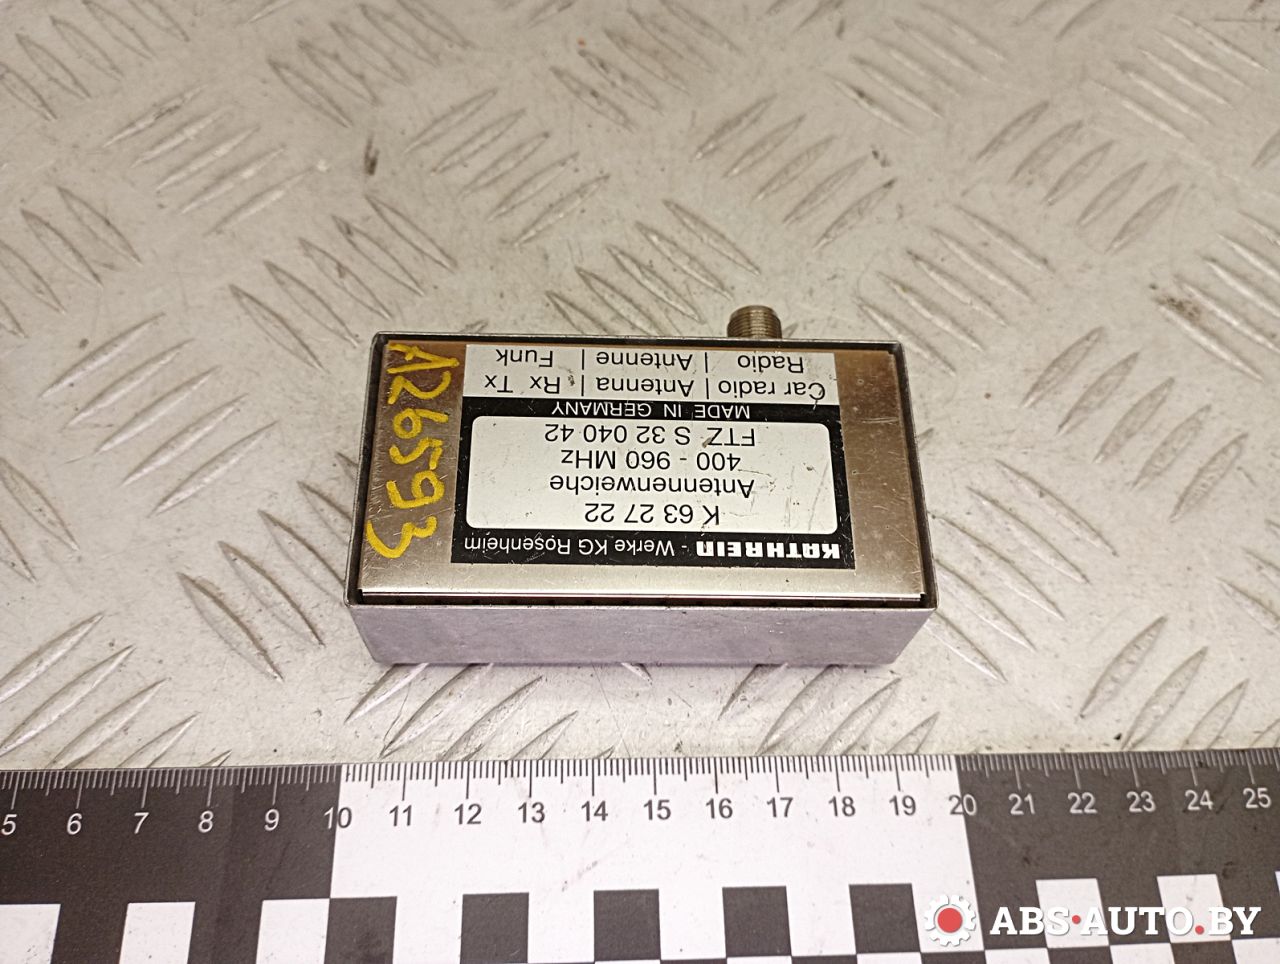 KATHREIN - Werke KG Rosenheim
K 63 27 22
Antennenweiche
400 - 960 MHz
FTZ S 32 040 42
MADE IN GERMANY
Car radio | Antenna | Rx Tx
Radio | Antenne | Funk
A26593
5 6 7 8 9 10 11 12 13 14 15 16 17 18 19 20 21 22 23 24 25
ABS-AUTO.BY